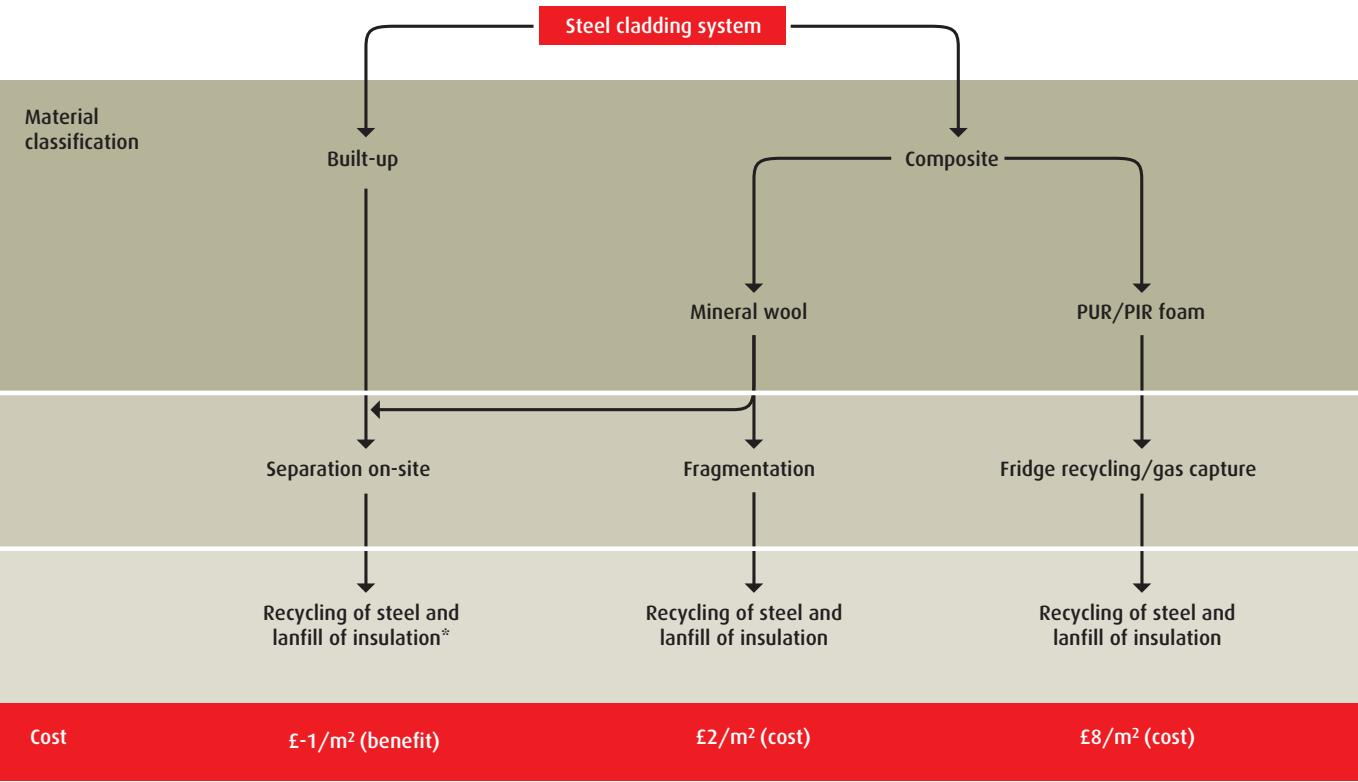 Steel cladding system
Material
classification
Built-up
Composite
Mineral wool
PUR/PIR foam
Separation on-site
Fragmentation
Fridge recycling/gas capture
Recycling of steel and
lanfill of insulation*
Recycling of steel and
lanfill of insulation
Recycling of steel and
lanfill of insulation
Cost
£-1/m² (benefit)
£2/m² (cost)
£8/m² (cost)